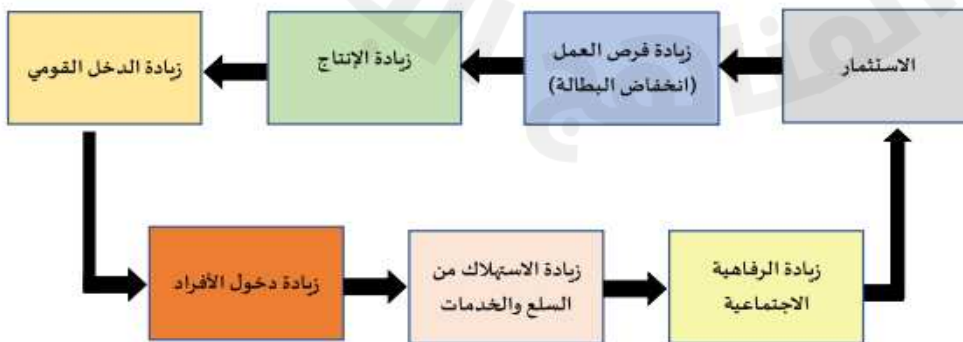 الاستثمار
زيادة فرص العمل
(انخفاض البطالة)
زيادة الإنتاج
زيادة الدخل القومي
زيادة دخول الأفراد
زيادة الاستهلاك من
السلع والخدمات
زيادة الرفاهية
الاجتماعية